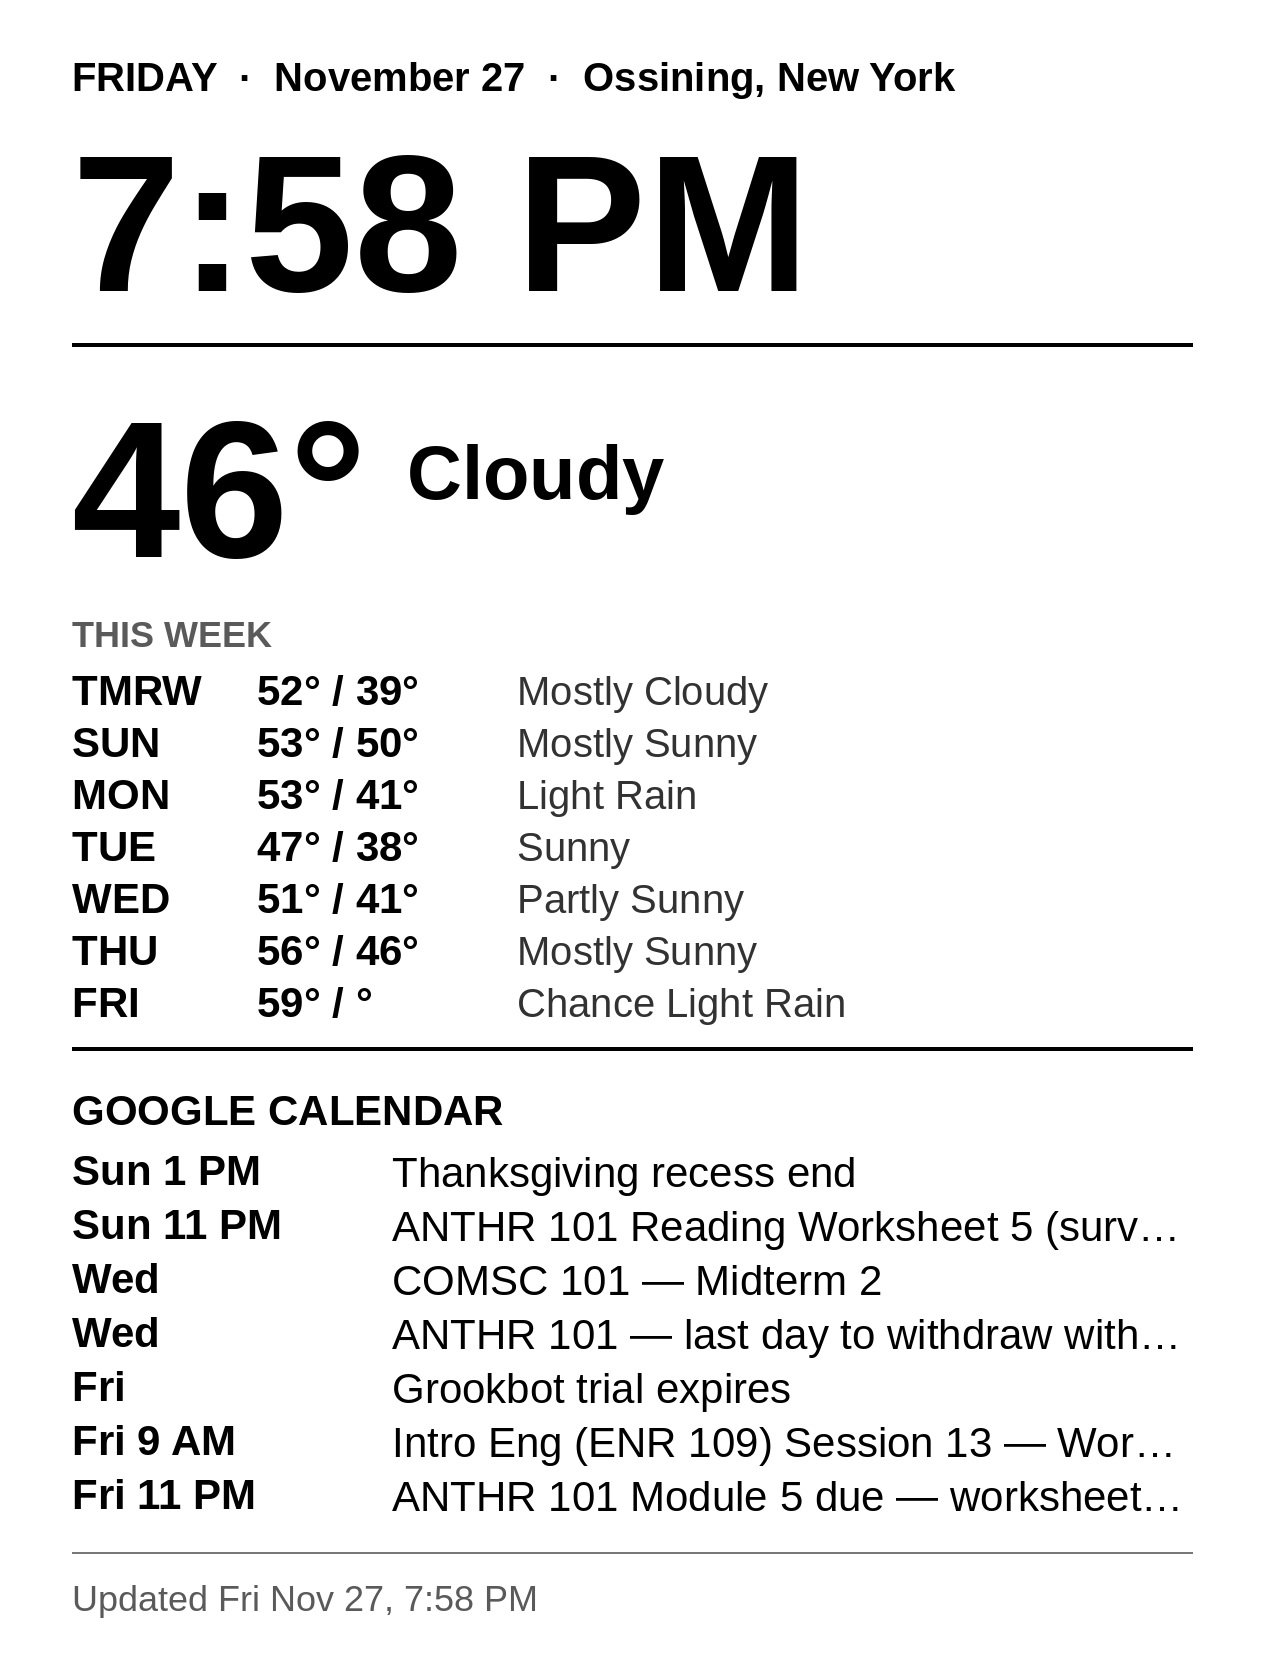 FRIDAY · November 27 · Ossining, New York
7:58 PM
46° Cloudy
THIS WEEK
TMRW 52° / 39° Mostly Cloudy
SUN 53° / 50° Mostly Sunny
MON 53° / 41° Light Rain
TUE 47° / 38° Sunny
WED 51° / 41° Partly Sunny
THU 56° / 46° Mostly Sunny
FRI 59° / ° Chance Light Rain
GOOGLE CALENDAR
Sun 1 PM Thanksgiving recess end
Sun 11 PM ANTHR 101 Reading Worksheet 5 (surv…
Wed COMSC 101 — Midterm 2
Wed ANTHR 101 — last day to withdraw with…
Fri Grookbot trial expires
Fri 9 AM Intro Eng (ENR 109) Session 13 — Wor…
Fri 11 PM ANTHR 101 Module 5 due — worksheet…
Updated Fri Nov 27, 7:58 PM